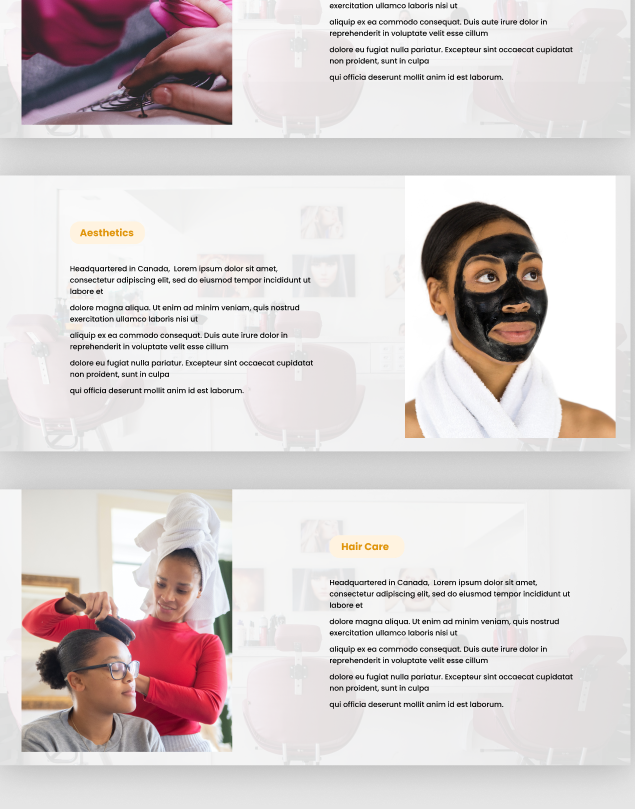 exercitation ullamco laboris nisi ut
aliquip ex ea commodo consequat. Duis aute irure dolor in
reprehenderit in voluptate velit esse cillum
dolore eu fugiat nulla pariatur. Excepteur sint occaecat cupidatat
non proident, sunt in culpa
qui officia deserunt mollit anim id est laborum.
Aesthetics
Headquartered in Canada,  Lorem ipsum dolor sit amet,
consectetur adipiscing elit, sed do eiusmod tempor incididunt ut
labore et
dolore magna aliqua. Ut enim ad minim veniam, quis nostrud
exercitation ullamco laboris nisi ut
aliquip ex ea commodo consequat. Duis aute irure dolor in
reprehenderit in voluptate velit esse cillum
dolore eu fugiat nulla pariatur. Excepteur sint occaecat cupidatat
non proident, sunt in culpa
qui officia deserunt mollit anim id est laborum.
Hair Care
Headquartered in Canada,  Lorem ipsum dolor sit amet,
consectetur adipiscing elit, sed do eiusmod tempor incididunt ut
labore et
dolore magna aliqua. Ut enim ad minim veniam, quis nostrud
exercitation ullamco laboris nisi ut
aliquip ex ea commodo consequat. Duis aute irure dolor in
reprehenderit in voluptate velit esse cillum
dolore eu fugiat nulla pariatur. Excepteur sint occaecat cupidatat
non proident, sunt in culpa
qui officia deserunt mollit anim id est laborum.